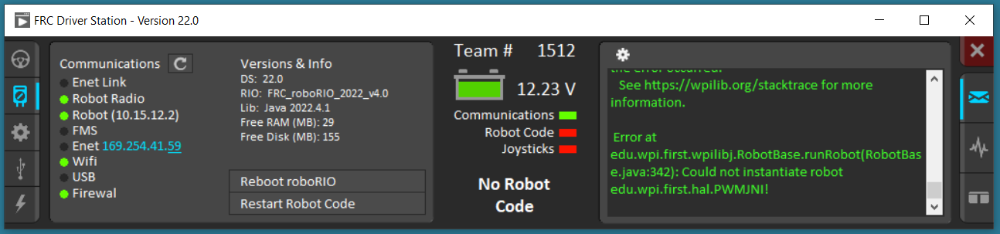 FRC Driver Station - Version 22.0
Communications
Enet Link
Robot Radio
Robot (10.15.12.2)
FMS
Enet 169.254.41.59
Wifi
USB
Firewal
Versions & Info
DS: 22.0
RIO: FRC_roboRIO_2022_v4.0
Lib: Java 2022.4.1
Free RAM (MB): 29
Free Disk (MB): 155
Reboot roboRIO
Restart Robot Code
Team # 1512
12.23 V
Communications
Robot Code
Joysticks
No Robot
Code
the error occurred.
See https://wpilib.org/stacktrace for more
information.
Error at
edu.wpi.first.wpilibj.RobotBase.runRobot(RobotBas
e.java:342): Could not instantiate robot
edu.wpi.first.hal.PWMJNI!